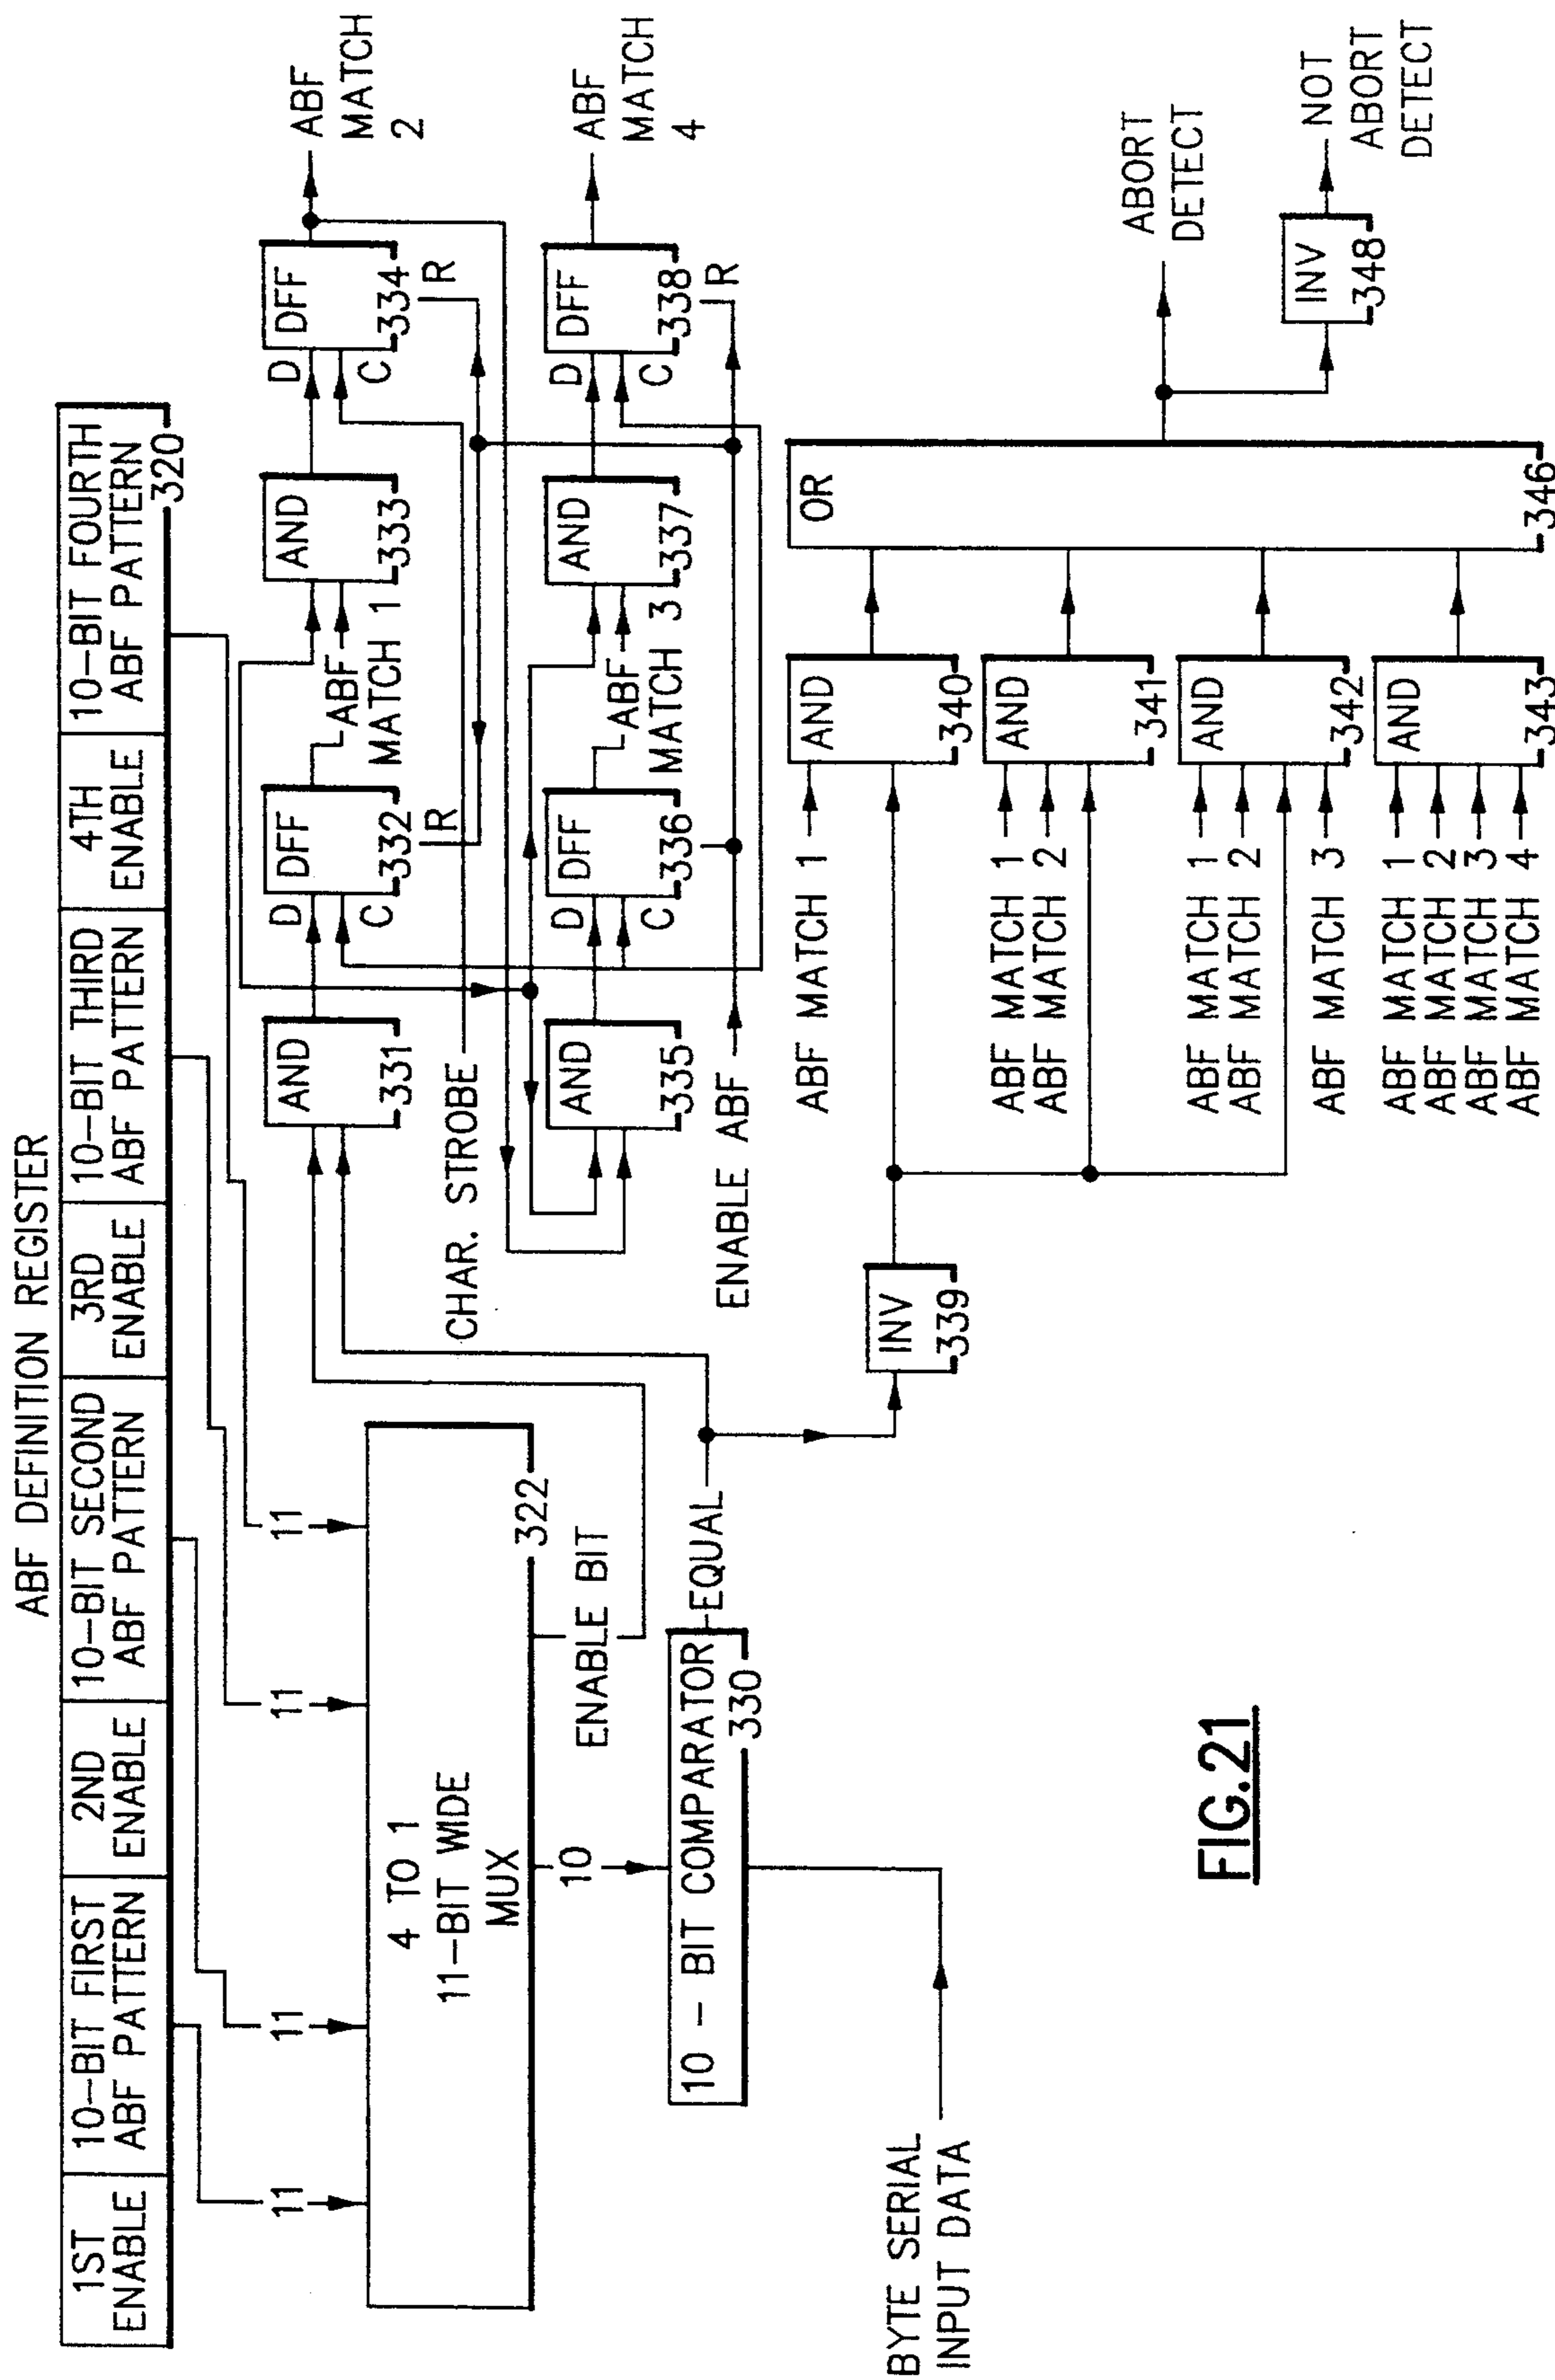 ABF DEFINITION REGISTER
1ST
ENABLE
10-BIT FIRST
ABF PATTERN
2ND
ENABLE
10-BIT SECOND
ABF PATTERN
3RD
ENABLE
10-BIT THIRD
ABF PATTERN
4TH
ENABLE
10-BIT FOURTH
ABF PATTERN
320
11
11
11
11
4 TO 1
11-BIT WIDE
MUX
322
10
ENABLE BIT
10 - BIT COMPARATOR
330
EQUAL
BYTE SERIAL
INPUT DATA
AND
331
D
DFF
C
332
R
ABF
MATCH 1
AND
333
D
DFF
C
334
R
ABF
MATCH
2
CHAR. STROBE
AND
335
D
DFF
C
336
ABF
MATCH 3
AND
337
D
DFF
C
338
R
ABF
MATCH
4
ENABLE ABF
INV
339
ABF MATCH 1
AND
340
ABF MATCH 1
ABF MATCH 2
AND
341
ABF MATCH 1
ABF MATCH 2
ABF MATCH 3
AND
342
ABF MATCH 1
ABF MATCH 2
ABF MATCH 3
ABF MATCH 4
AND
343
OR
346
ABORT
DETECT
INV
348
NOT
ABORT
DETECT
FIG.21